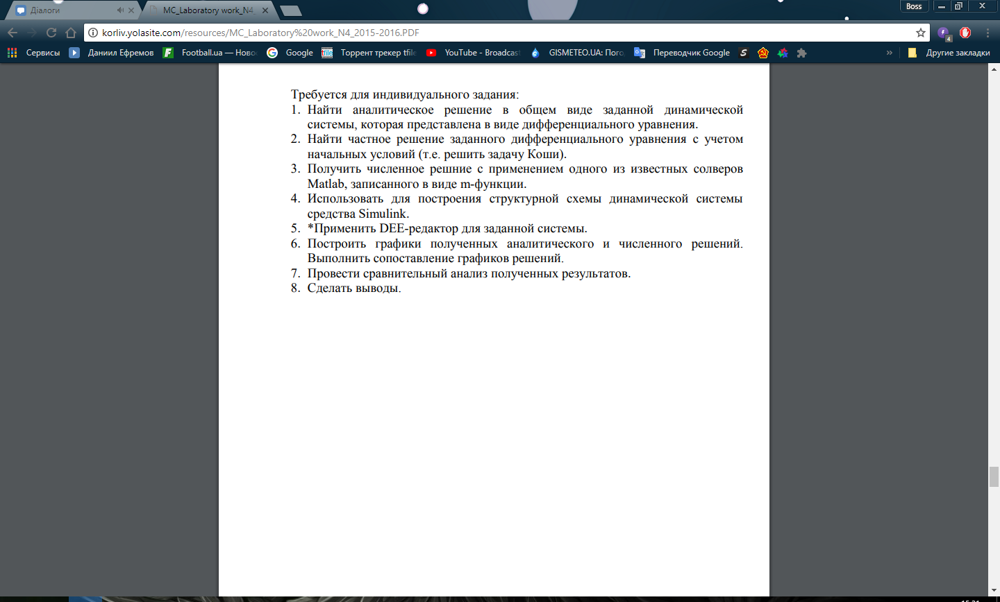 Діалоги
MC_Laboratory work_N4_
Boss
korliv.yolasite.com/resources/MC_Laboratory%20work_N4_2015-2016.PDF
4
Сервисы
Даниил Ефремов
Football.ua — Ново
Google
Торрент трекер tfile
YouTube - Broadcast
GISMETEO.UA: Пого
Переводчик Google
»
Другие закладки
Требуется для индивидуального задания:
1. Найти аналитическое решение в общем виде заданной динамической
системы, которая представлена в виде дифференциального уравнения.
2. Найти частное решение заданного дифференциального уравнения с учетом
начальных условий (т.е. решить задачу Коши).
3. Получить численное решние с применением одного из известных солверов
Matlab, записанного в виде m-функции.
4. Использовать для построения структурной схемы динамической системы
средства Simulink.
5. *Применить DEE-редактор для заданной системы.
6. Построить графики полученных аналитического и численного решений.
Выполнить сопоставление графиков решений.
7. Провести сравнительный анализ полученных результатов.
8. Сделать выводы.